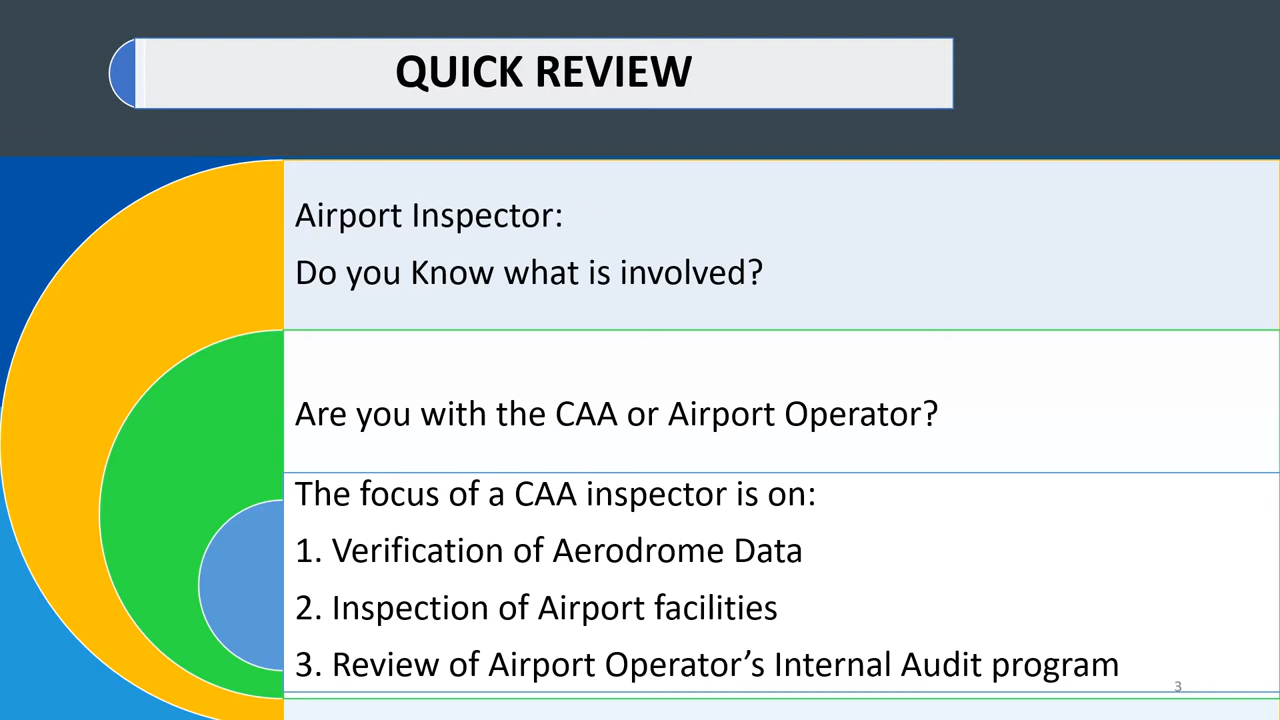 QUICK REVIEW
Airport Inspector:
Do you Know what is involved?
Are you with the CAA or Airport Operator?
The focus of a CAA inspector is on:
1. Verification of Aerodrome Data
2. Inspection of Airport facilities
3. Review of Airport Operator’s Internal Audit program
3